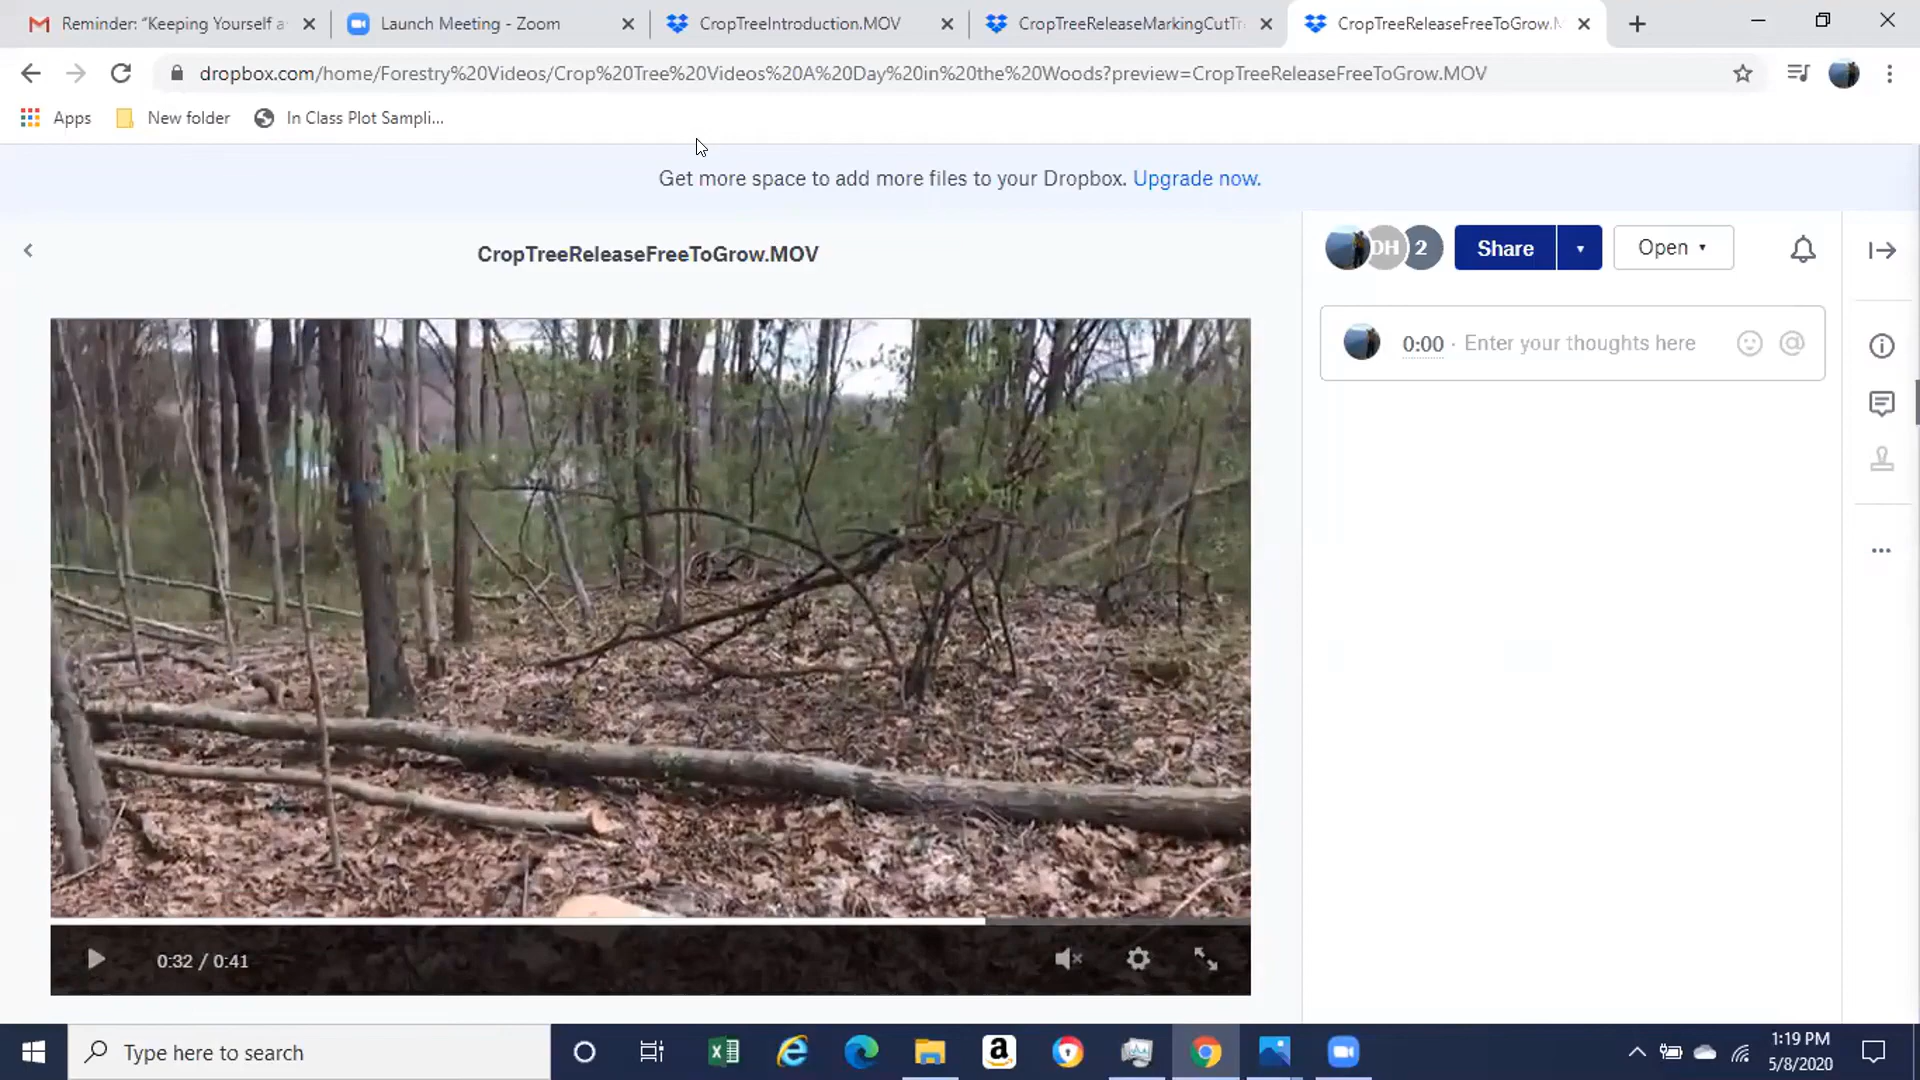 Reminder: “Keeping Yourself a
Launch Meeting - Zoom
CropTreeIntroduction.MOV
CropTreeReleaseMarkingCutTr
CropTreeReleaseFreeToGrow.M
dropbox.com/home/Forestry%20Videos/Crop%20Tree%20Videos%20A%20Day%20in%20the%20Woods?preview=CropTreeReleaseFreeToGrow.MOV
Apps
New folder
In Class Plot Sampli...
Get more space to add more files to your Dropbox. Upgrade now.
CropTreeReleaseFreeToGrow.MOV
DH
2
Share
Open
0:00 · Enter your thoughts here
0:32 / 0:41
Type here to search
1:19 PM
5/8/2020